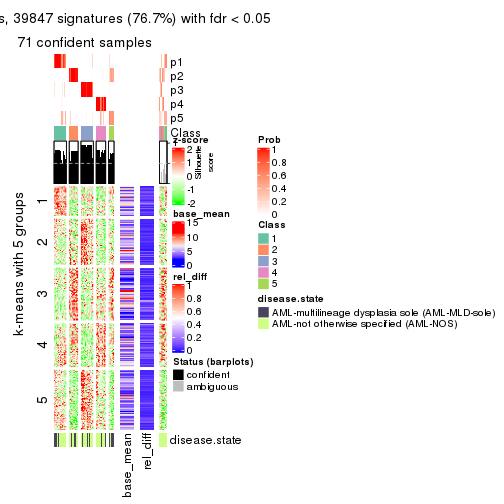 s, 39847 signatures (76.7%) with fdr < 0.05
71 confident samples
p1
p2
p3
p4
p5
Class
Silhouette
score
z-score
2
1
0
-1
-2
base_mean
15
10
5
0
rel_diff
1
0.8
0.6
0.4
0.2
0
Status (barplots)
confident
ambiguous
Prob
1
0.8
0.6
0.4
0.2
0
Class
1
2
3
4
5
disease.state
AML-multilineage dysplasia sole (AML-MLD-sole)
AML-not otherwise specified (AML-NOS)
k-means with 5 groups
1
2
3
4
5
disease.state
base_mean
rel_diff